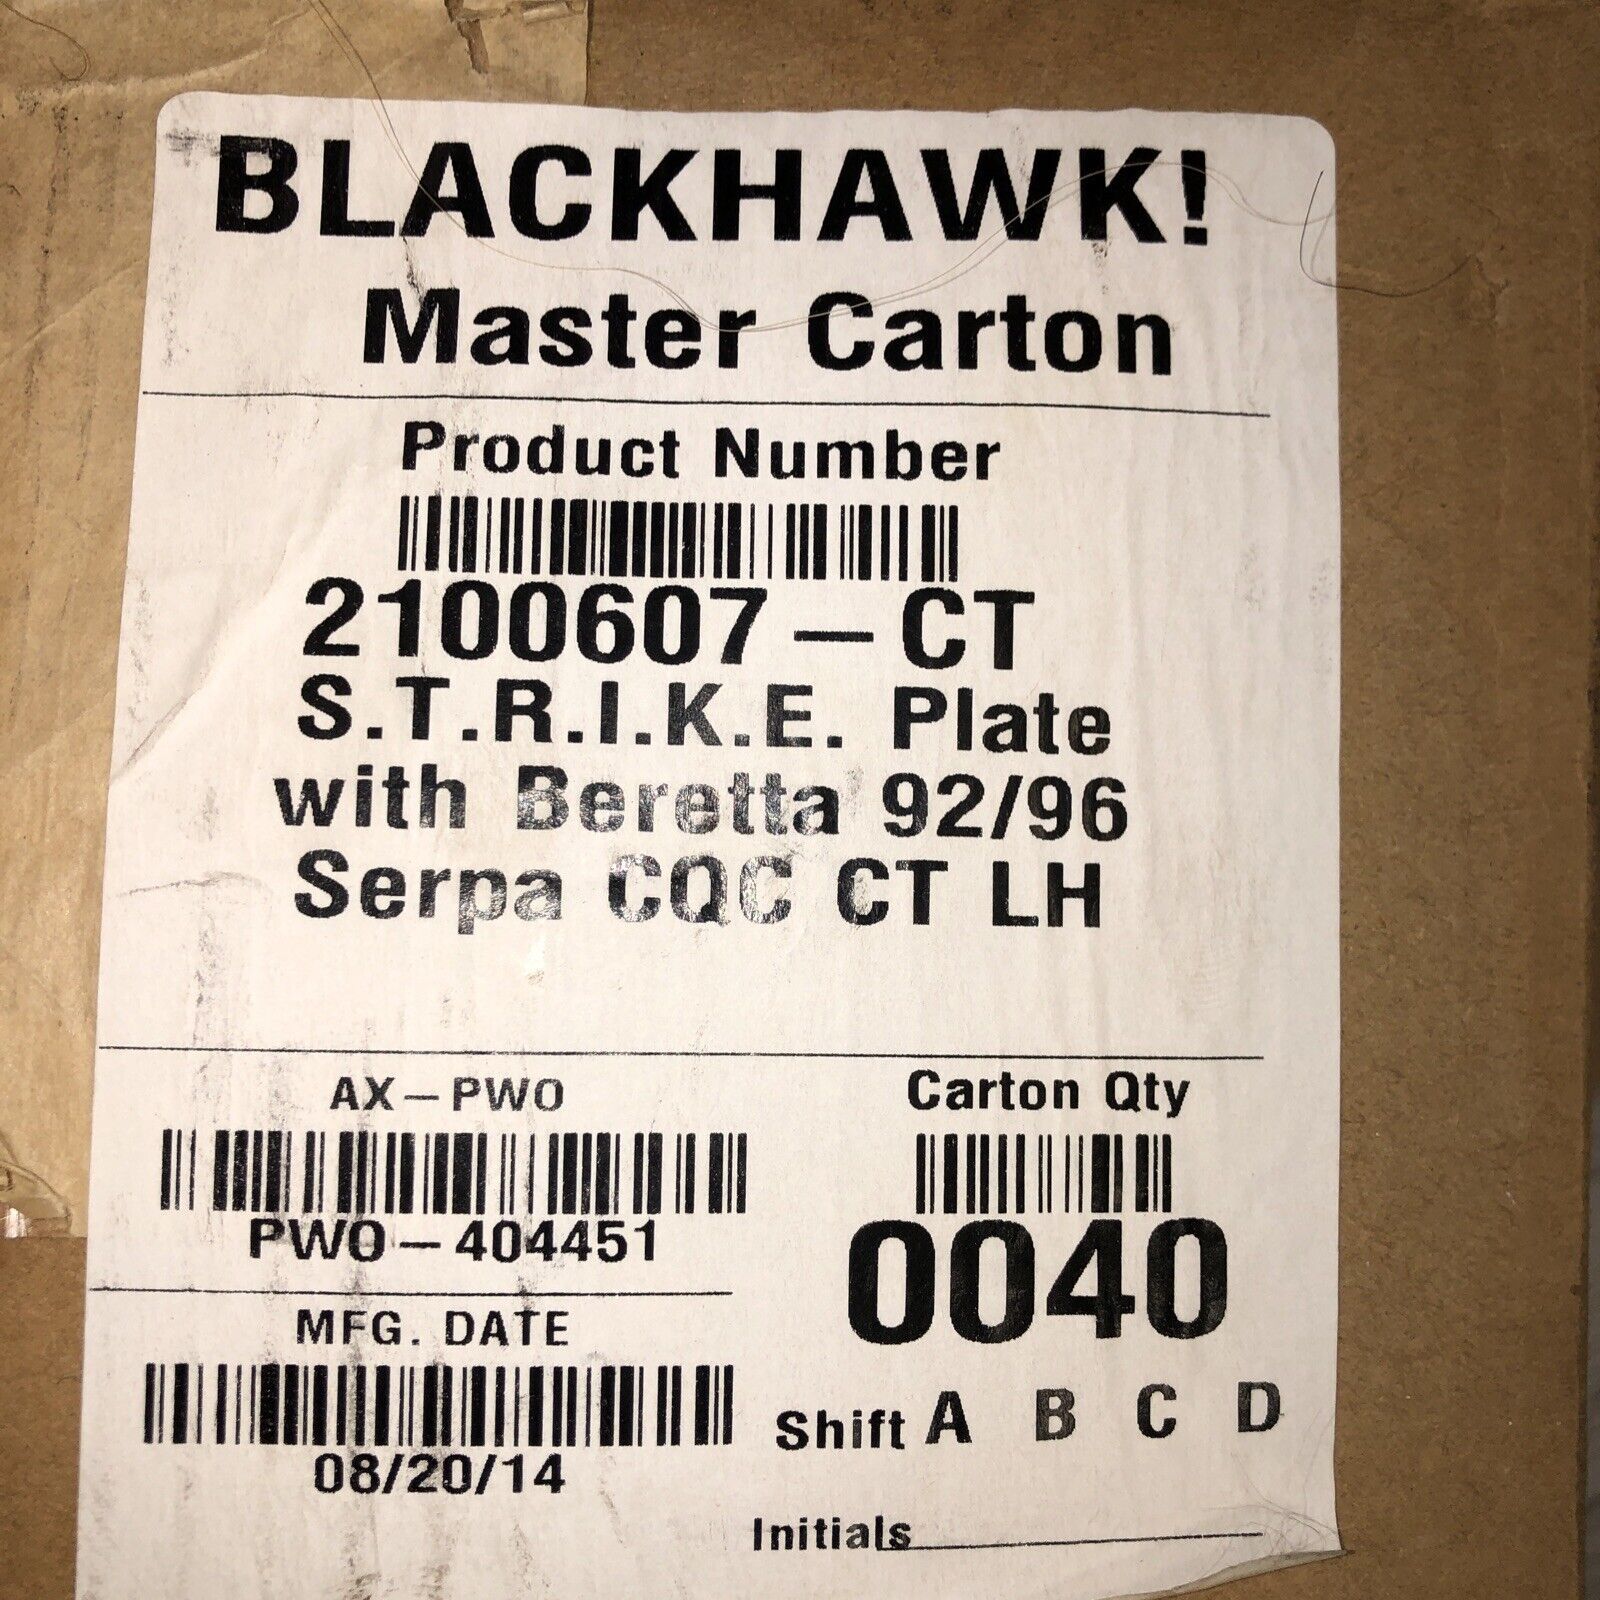 BLACKHAWK!
Master Carton
Product Number
2100607-CT
S.T.R.I.K.E. Plate
with Beretta 92/96
Serpa CQC CT LH
AX-PWO
PWO-404451
MFG. DATE
08/20/14
Carton Qty
0040
Shift A B C D
Initials